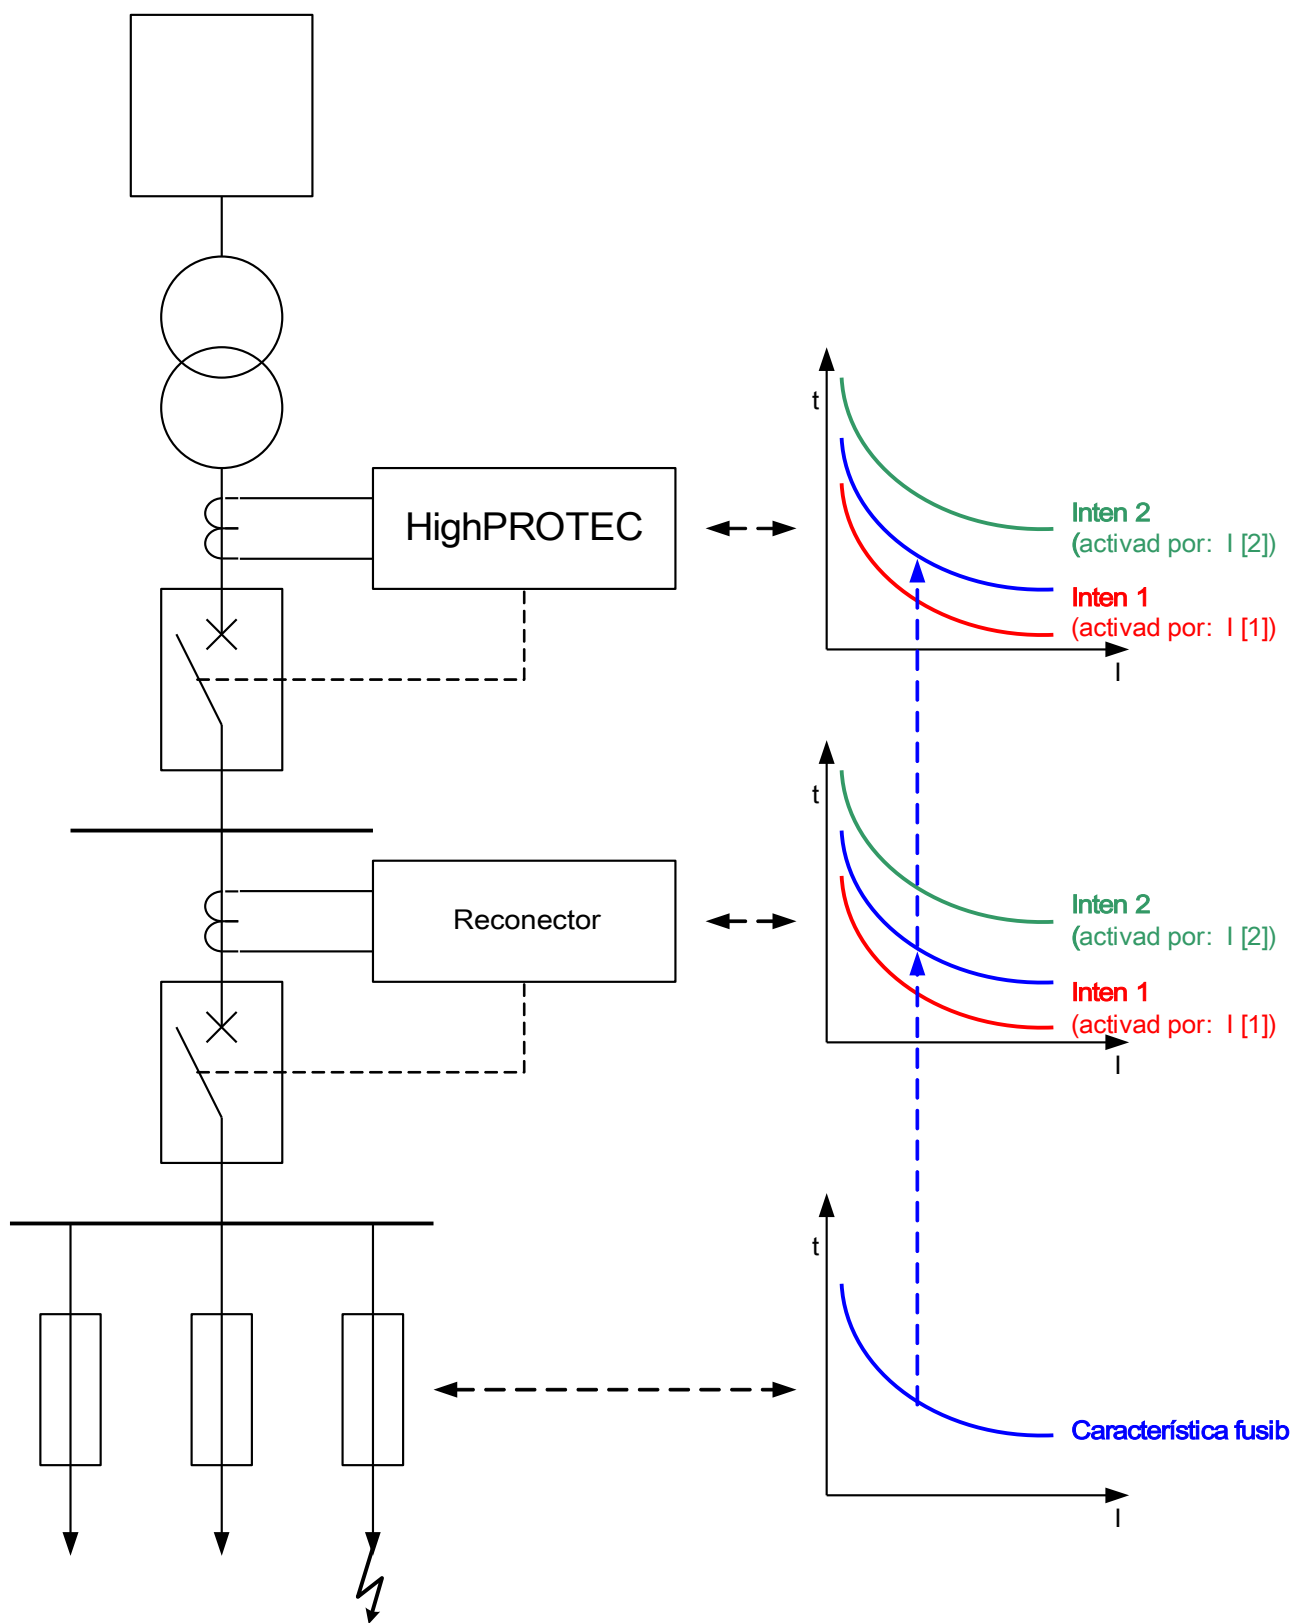 t
HighPROTEC
Inten 2
(activad por: I [2])
Inten 1
(activad por: I [1])
I
t
Reconector
Inten 2
(activad por: I [2])
Inten 1
(activad por: I [1])
I
t
Característica fusib
I